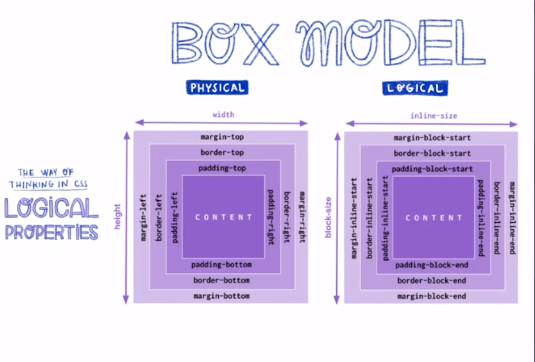 BOX MODEL
PHYSICAL
LOGICAL
width
inline-size
THE WAY OF
THINKING IN CSS
LOGICAL
PROPERTIES
height
margin-top
border-top
padding-top
margin-left
border-left
padding-left
CONTENT
padding-right
border-right
margin-right
padding-bottom
border-bottom
margin-bottom
block-size
margin-block-start
border-block-start
padding-block-start
margin-inline-start
border-inline-start
padding-inline-start
CONTENT
padding-inline-end
border-inline-end
margin-inline-end
padding-block-end
border-block-end
margin-block-end